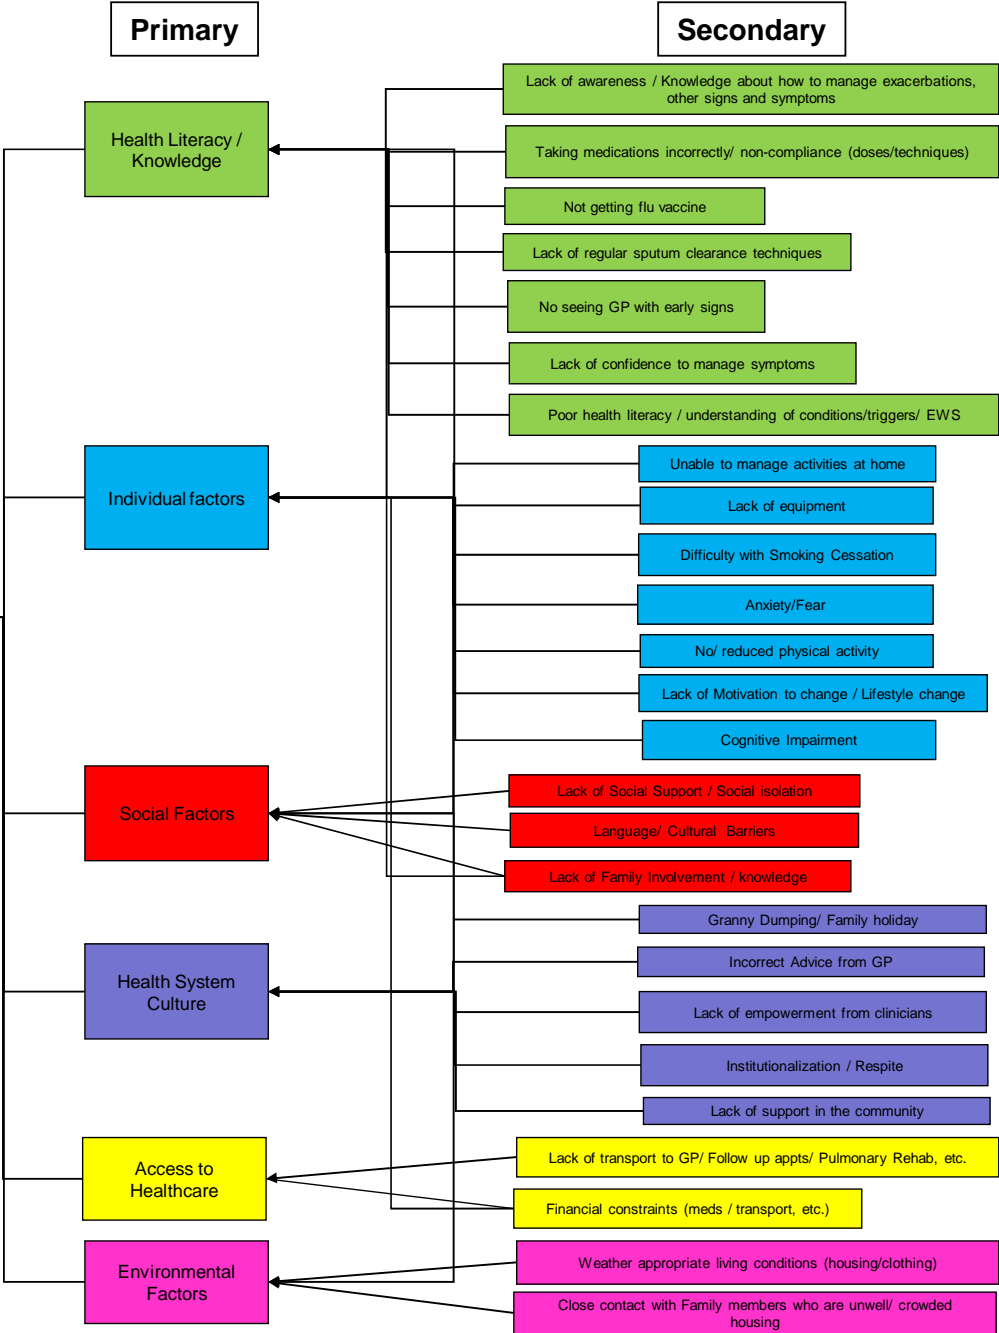 Primary
Secondary
Health Literacy /
Knowledge
Lack of awareness / Knowledge about how to manage exacerbations,
other signs and symptoms
Taking medications incorrectly/ non-compliance (doses/techniques)
Not getting flu vaccine
Lack of regular sputum clearance techniques
No seeing GP with early signs
Lack of confidence to manage symptoms
Poor health literacy / understanding of conditions/triggers/ EWS
Individual factors
Unable to manage activities at home
Lack of equipment
Difficulty with Smoking Cessation
Anxiety/Fear
No/ reduced physical activity
Lack of Motivation to change / Lifestyle change
Cognitive Impairment
Social Factors
Lack of Social Support / Social isolation
Language/ Cultural Barriers
Lack of Family Involvement / knowledge
Health System
Culture
Granny Dumping/ Family holiday
Incorrect Advice from GP
Lack of empowerment from clinicians
Institutionalization / Respite
Lack of support in the community
Access to
Healthcare
Lack of transport to GP/ Follow up appts/ Pulmonary Rehab, etc.
Financial constraints (meds / transport, etc.)
Environmental
Factors
Weather appropriate living conditions (housing/clothing)
Close contact with Family members who are unwell/ crowded
housing